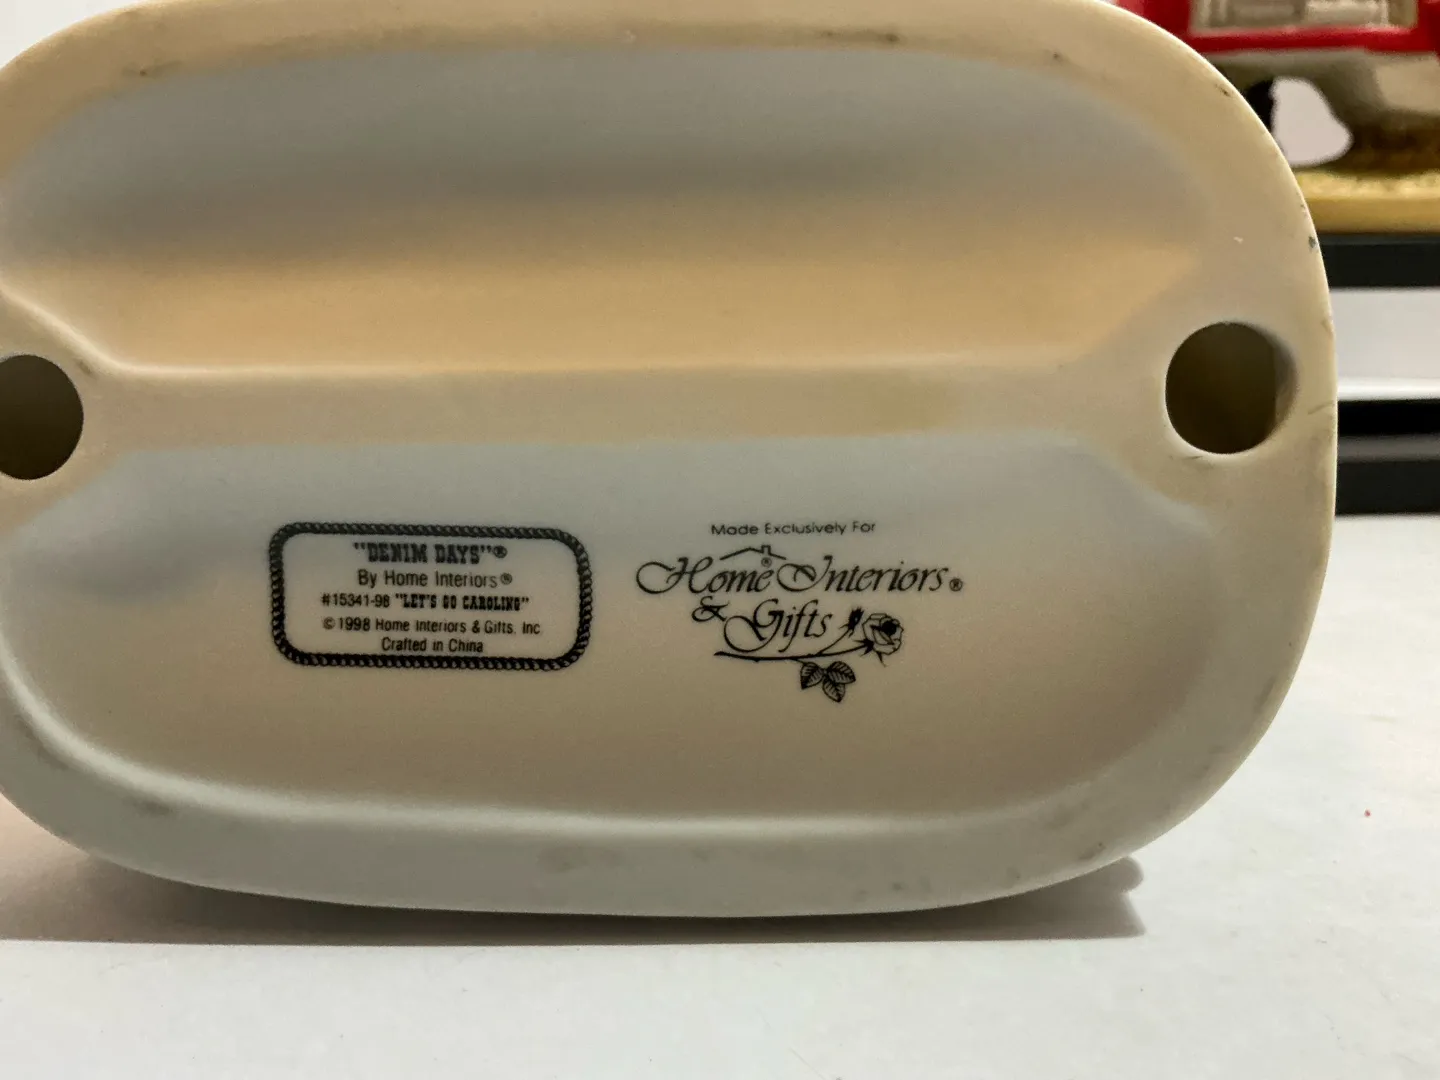 "DENIM DAYS"®
By Home Interiors®
#15341-98 "LET'S GO CAROLING"
© 1998 Home Interiors & Gifts, Inc
Crafted in China
Made Exclusively For
Home Interiors®
& Gifts